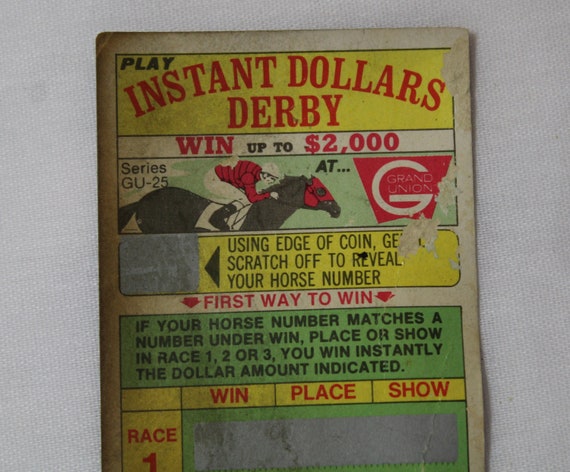 PLAY
INSTANT DOLLARS
DERBY
WIN UP TO $2,000
Series
GU-25
AT...
G
GRAND
UNION
USING EDGE OF COIN,
SCRATCH OFF TO REVEAL
YOUR HORSE NUMBER
FIRST WAY TO WIN
IF YOUR HORSE NUMBER MATCHES A
NUMBER UNDER WIN, PLACE OR SHOW
IN RACE 1, 2 OR 3, YOU WIN INSTANTLY
THE DOLLAR AMOUNT INDICATED.
WIN PLACE SHOW
RACE
1